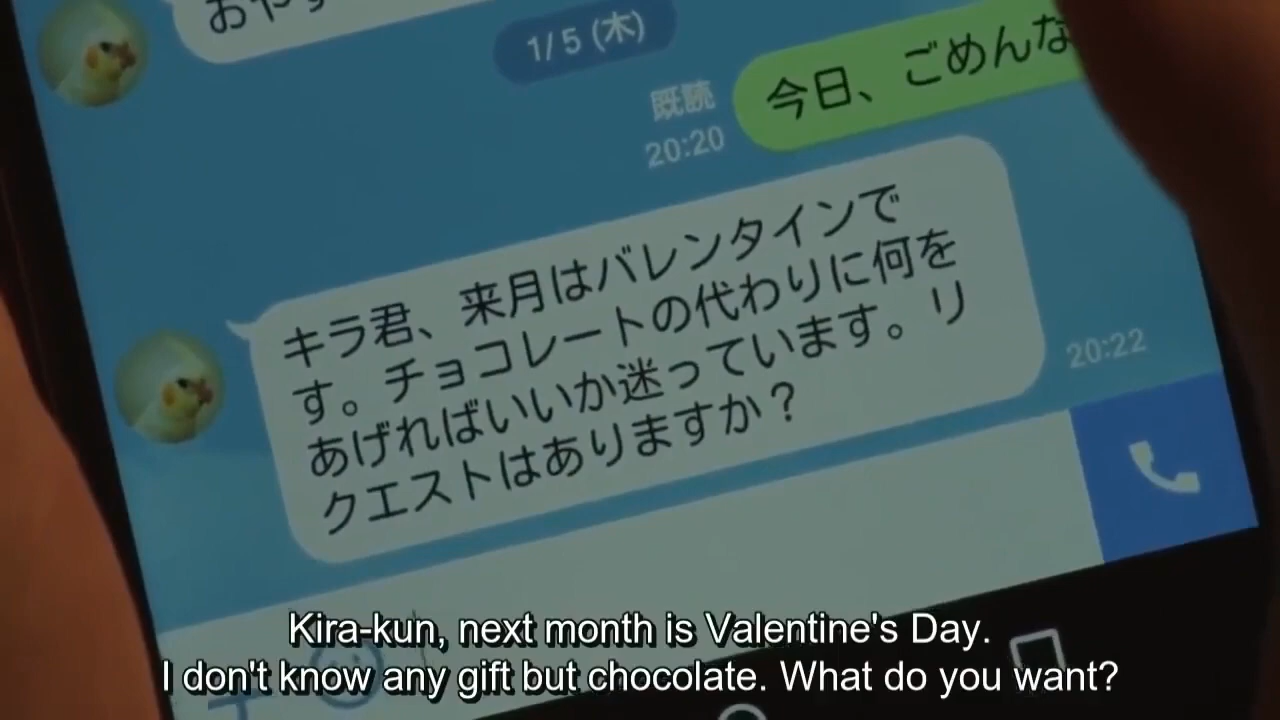 おやす
1/5 (木)
今日、ごめんな
既読
20:20
キラ君、来月はバレンタインで
す。チョコレートの代わりに何を
あげればいいか迷っています。リ
クエストはありますか？
20:22
Kira-kun, next month is Valentine's Day.
I don't know any gift but chocolate. What do you want?